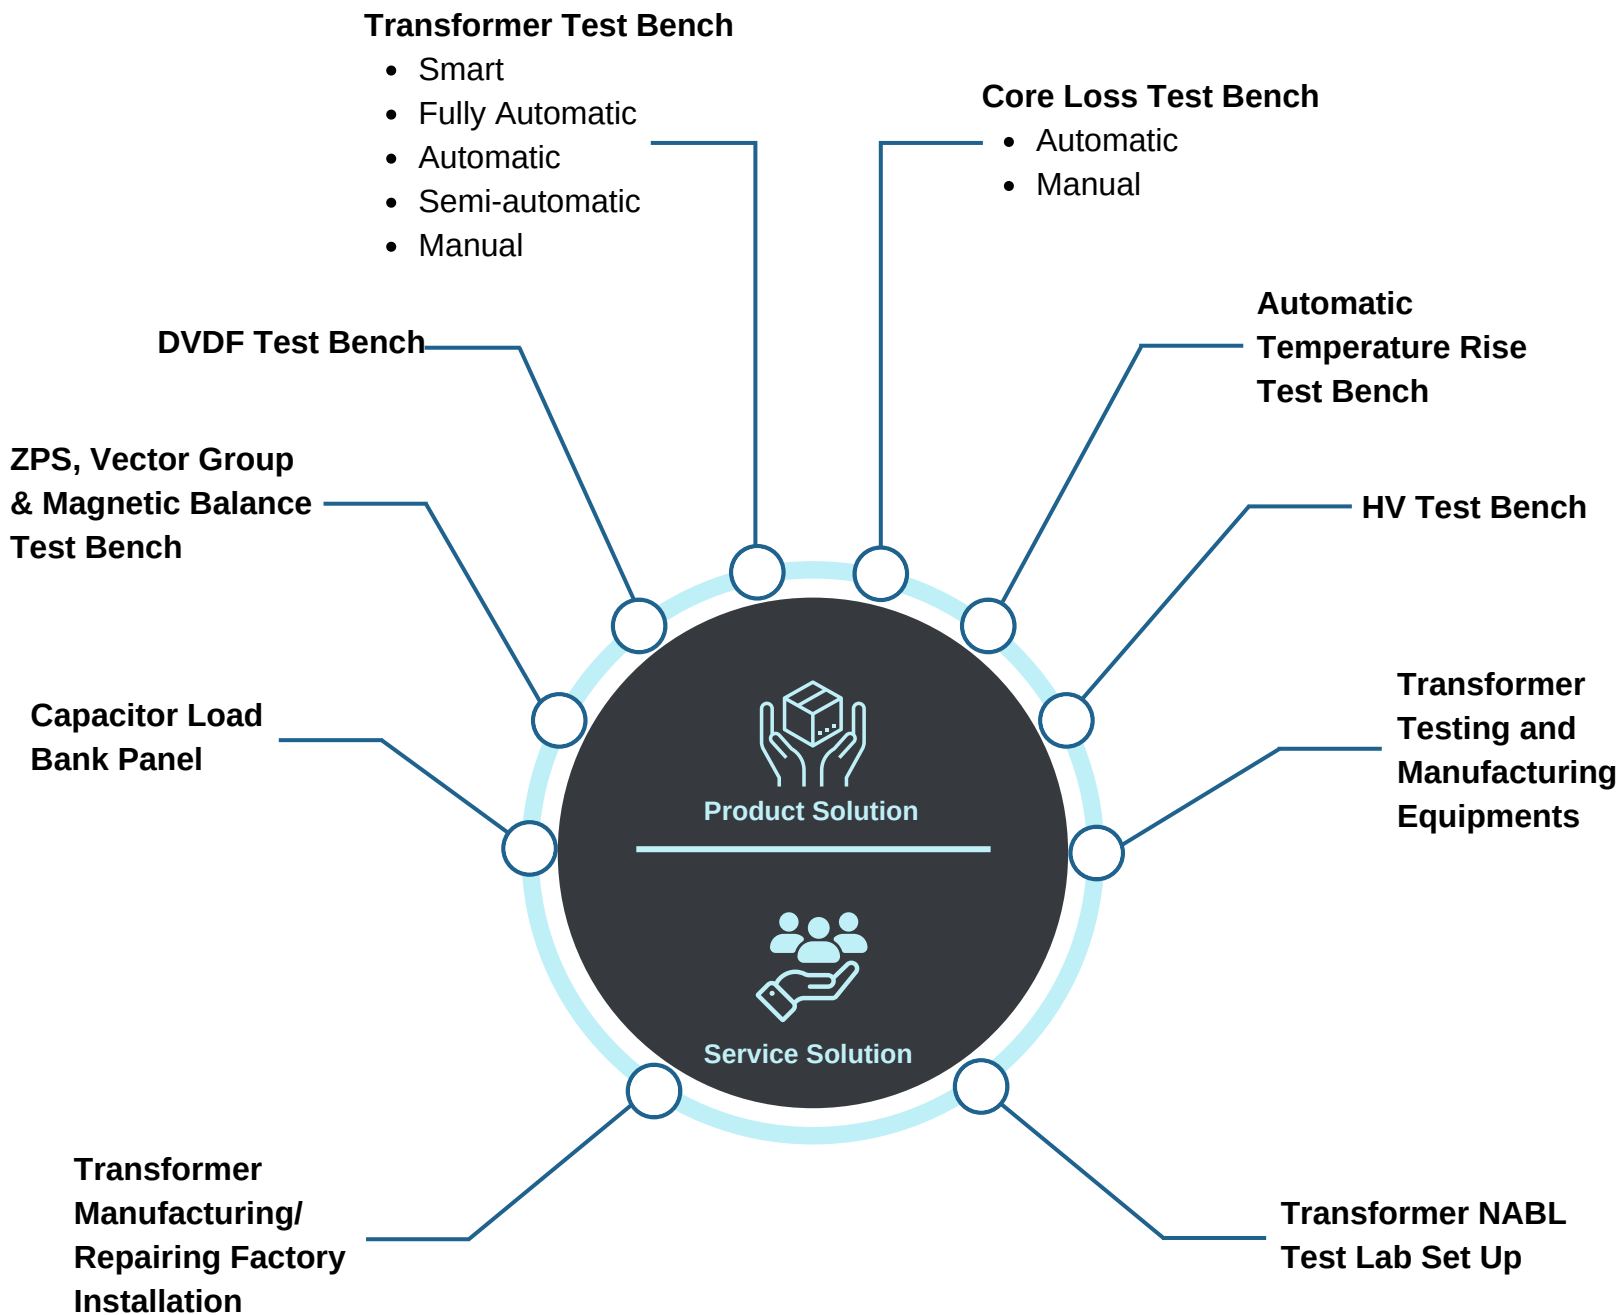 Transformer Test Bench
• Smart
• Fully Automatic
• Automatic
• Semi-automatic
• Manual
Core Loss Test Bench
• Automatic
• Manual
DVDF Test Bench
Automatic
Temperature Rise
Test Bench
ZPS, Vector Group
& Magnetic Balance
Test Bench
HV Test Bench
Capacitor Load
Bank Panel
Transformer
Testing and
Manufacturing
Equipments
Product Solution
Service Solution
Transformer
Manufacturing/
Repairing Factory
Installation
Transformer NABL
Test Lab Set Up